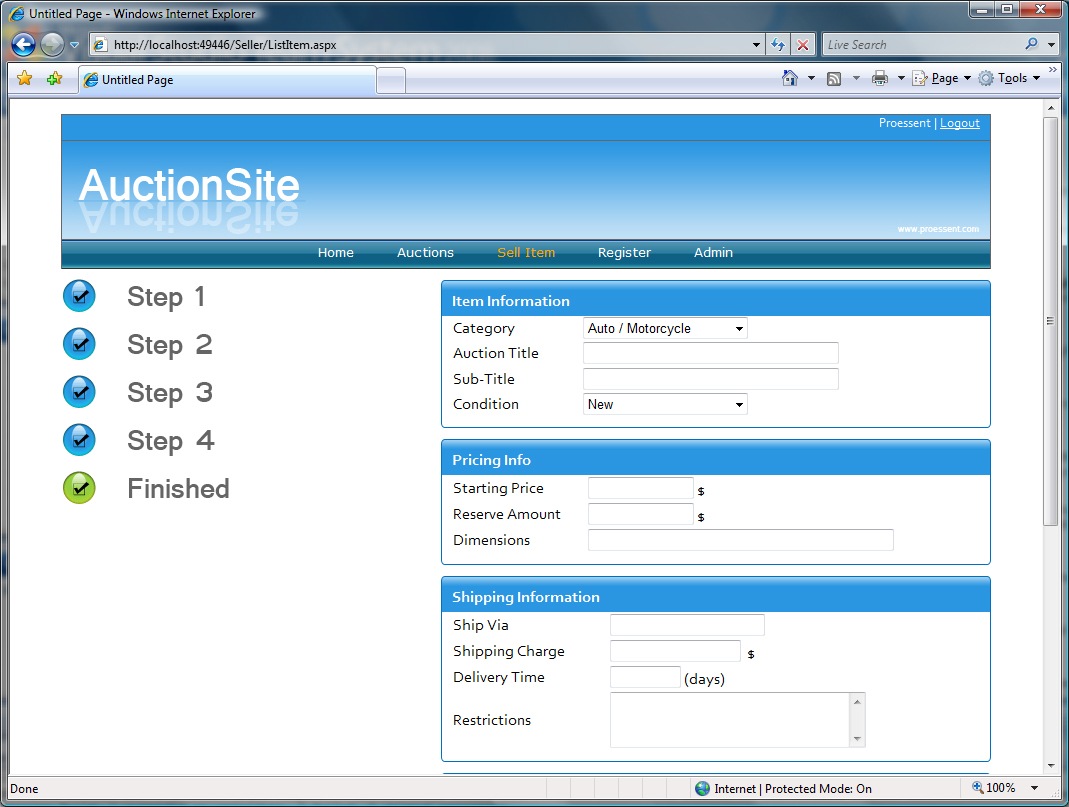 Untitled Page - Windows Internet Explorer
http://localhost:49446/Seller/ListItem.aspx
Live Search
Untitled Page
Page
Tools
Proessent | Logout
AuctionSite
www.proessent.com
Home Auctions Sell Item Register Admin
Step 1
Step 2
Step 3
Step 4
Finished
Item Information
Category Auto / Motorcycle
Auction Title
Sub-Title
Condition New
Pricing Info
Starting Price $
Reserve Amount $
Dimensions
Shipping Information
Ship Via
Shipping Charge $
Delivery Time (days)
Restrictions
Done
Internet | Protected Mode: On
100%